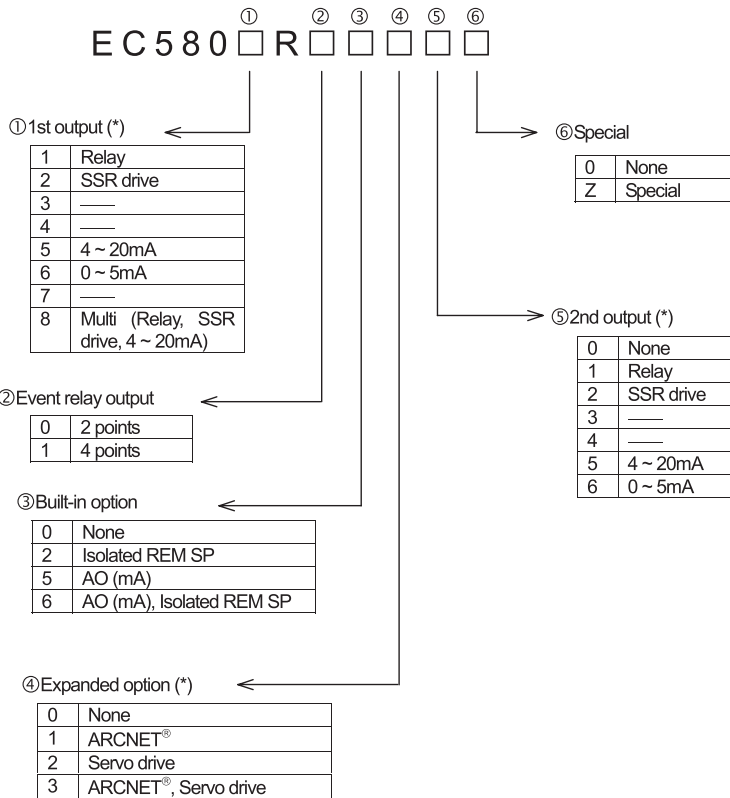 ① ② ③ ④ ⑤ ⑥
EC580□R□□□□□
①1st output (*)
1 Relay
2 SSR drive
3 ——
4 ——
5 4 ~ 20mA
6 0 ~ 5mA
7 ——
8 Multi (Relay, SSR
drive, 4 ~ 20mA)
②Event relay output
0 2 points
1 4 points
③Built-in option
0 None
2 Isolated REM SP
5 AO (mA)
6 AO (mA), Isolated REM SP
④Expanded option (*)
0 None
1 ARCNET®
2 Servo drive
3 ARCNET®, Servo drive
⑥Special
0 None
Z Special
⑤2nd output (*)
0 None
1 Relay
2 SSR drive
3 ——
4 ——
5 4 ~ 20mA
6 0 ~ 5mA